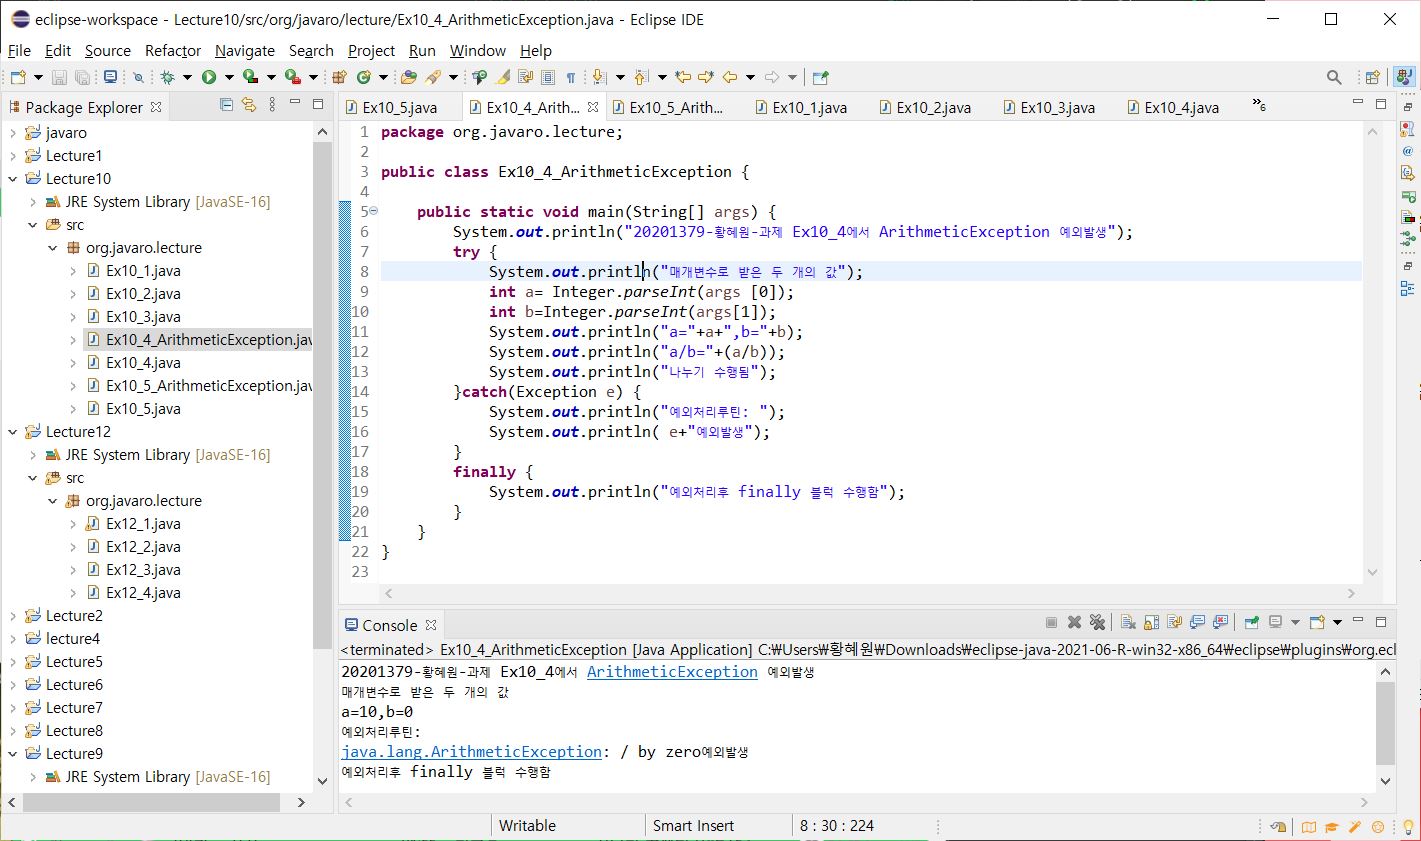 eclipse-workspace - Lecture10/src/org/javaro/lecture/Ex10_4_ArithmeticException.java - Eclipse IDE
File Edit Source Refactor Navigate Search Project Run Window Help
Package Explorer
javaro
Lecture1
Lecture10
JRE System Library [JavaSE-16]
src
org.javaro.lecture
Ex10_1.java
Ex10_2.java
Ex10_3.java
Ex10_4_ArithmeticException.jav
Ex10_4.java
Ex10_5_ArithmeticException.jav
Ex10_5.java
Lecture12
JRE System Library [JavaSE-16]
src
org.javaro.lecture
Ex12_1.java
Ex12_2.java
Ex12_3.java
Ex12_4.java
Lecture2
lecture4
Lecture5
Lecture6
Lecture7
Lecture8
Lecture9
JRE System Library [JavaSE-16]
Ex10_5.java Ex10_4_Arith... Ex10_5_Arith... Ex10_1.java Ex10_2.java Ex10_3.java Ex10_4.java »6
1 package org.javaro.lecture;
2
3 public class Ex10_4_ArithmeticException {
4
5 public static void main(String[] args) {
6 System.out.println("20201379-황혜원-과제 Ex10_4에서 ArithmeticException 예외발생");
7 try {
8 System.out.println("매개변수로 받은 두 개의 값");
9 int a= Integer.parseInt(args [0]);
10 int b=Integer.parseInt(args[1]);
11 System.out.println("a="+a+",b="+b);
12 System.out.println("a/b="+(a/b));
13 System.out.println("나누기 수행됨");
14 }catch(Exception e) {
15 System.out.println("예외처리루틴: ");
16 System.out.println( e+"예외발생");
17 }
18 finally {
19 System.out.println("예외처리후 finally 블럭 수행함");
20 }
21 }
22 }
23
Console
<terminated> Ex10_4_ArithmeticException [Java Application] C:₩Users₩황혜원₩Downloads₩eclipse-java-2021-06-R-win32-x86_64₩eclipse₩plugins₩org.ecl
20201379-황혜원-과제 Ex10_4에서 ArithmeticException 예외발생
매개변수로 받은 두 개의 값
a=10,b=0
예외처리루틴:
java.lang.ArithmeticException: / by zero예외발생
예외처리후 finally 블럭 수행함
Writable Smart Insert 8 : 30 : 224